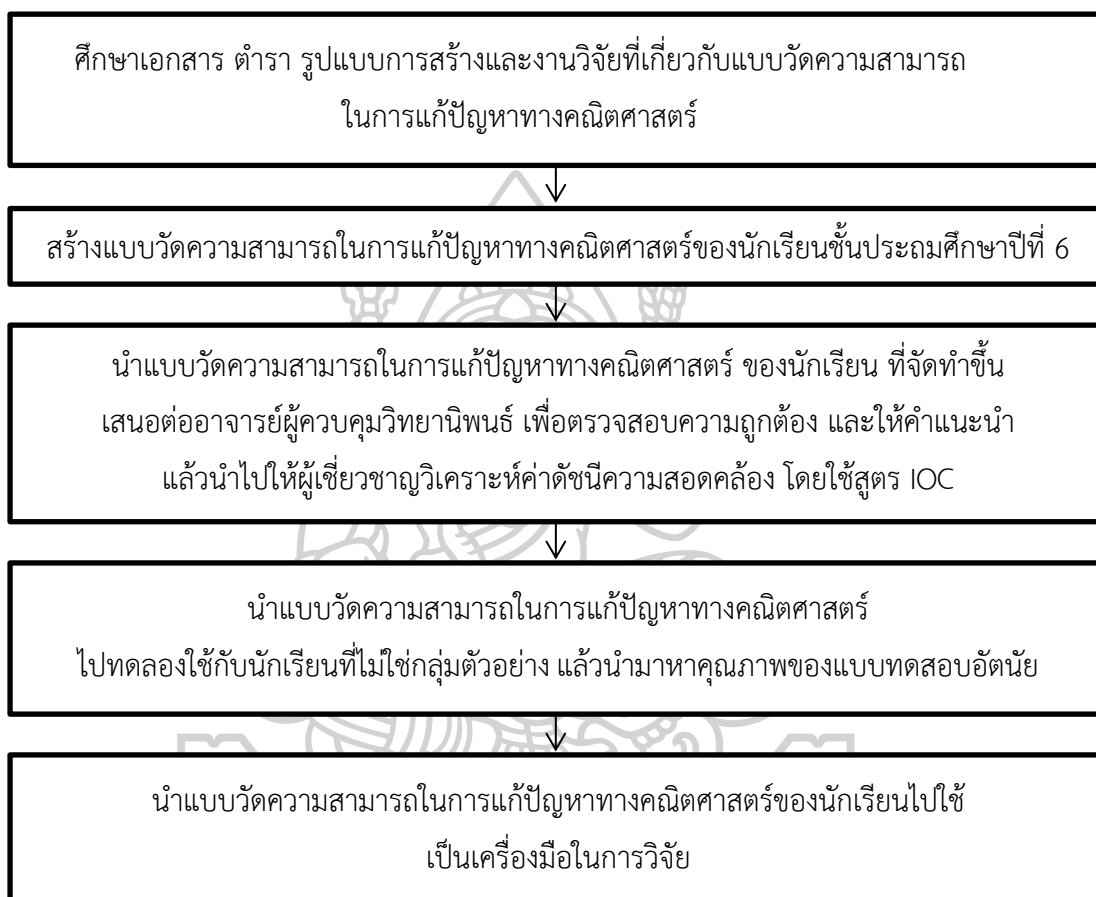 ศึกษาเอกสาร ตำรา รูปแบบการสร้างและงานวิจัยที่เกี่ยวกับแบบวัดความสามารถ
ในการแก้ปัญหาทางคณิตศาสตร์
สร้างแบบวัดความสามารถในการแก้ปัญหาทางคณิตศาสตร์ของนักเรียนชั้นประถมศึกษาปีที่ 6
นำแบบวัดความสามารถในการแก้ปัญหาทางคณิตศาสตร์ ของนักเรียน ที่จัดทำขึ้น
เสนอต่ออาจารย์ผู้ควบคุมวิทยานิพนธ์ เพื่อตรวจสอบความถูกต้อง และให้คำแนะนำ
แล้วนำไปให้ผู้เชี่ยวชาญวิเคราะห์ค่าดัชนีความสอดคล้อง โดยใช้สูตร IOC
นำแบบวัดความสามารถในการแก้ปัญหาทางคณิตศาสตร์
ไปทดลองใช้กับนักเรียนที่ไม่ใช่กลุ่มตัวอย่าง แล้วนำมาหาคุณภาพของแบบทดสอบอัตนัย
นำแบบวัดความสามารถในการแก้ปัญหาทางคณิตศาสตร์ของนักเรียนไปใช้
เป็นเครื่องมือในการวิจัย